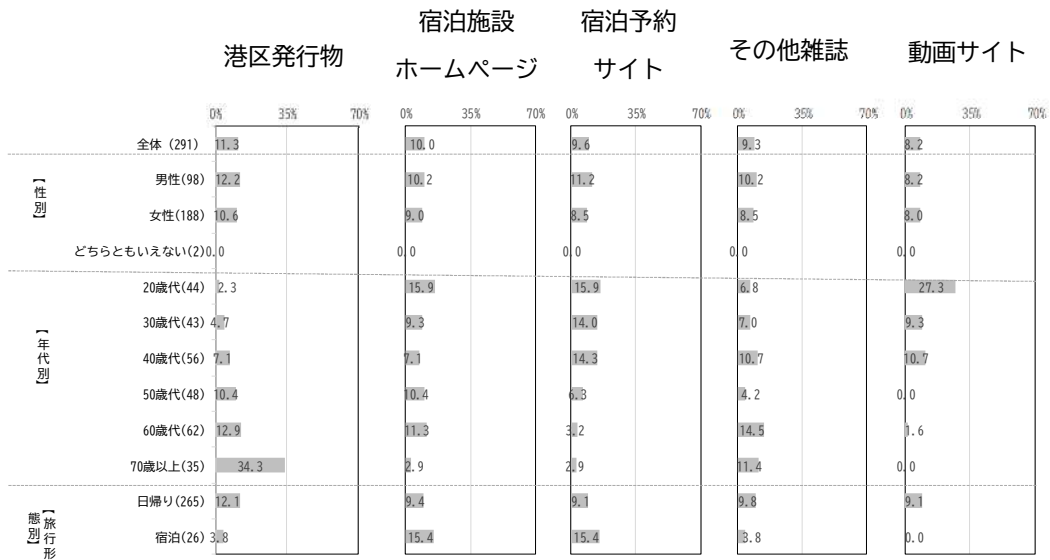 港区発行物
宿泊施設
ホームページ
宿泊予約
サイト
その他雑誌
動画サイト
0% 35% 70% 0% 35% 70% 0% 35% 70% 0% 35% 70% 0% 35% 70%
全体 (291) 11.3 10.0 9.6 9.3 8.2
【性別】
男性(98) 12.2 10.2 11.2 10.2 8.2
女性(188) 10.6 9.0 8.5 8.5 8.0
どちらともいえない(2) 0.0 0.0 0.0 0.0 0.0
【年代別】
20歳代(44) 2.3 15.9 15.9 6.8 27.3
30歳代(43) 4.7 9.3 14.0 7.0 9.3
40歳代(56) 7.1 7.1 14.3 10.7 10.7
50歳代(48) 10.4 10.4 6.3 4.2 0.0
60歳代(62) 12.9 11.3 3.2 14.5 1.6
70歳以上(35) 34.3 2.9 2.9 11.4 0.0
【旅行形態別】
日帰り(265) 12.1 9.4 9.1 9.8 9.1
宿泊(26) 3.8 15.4 15.4 3.8 0.0